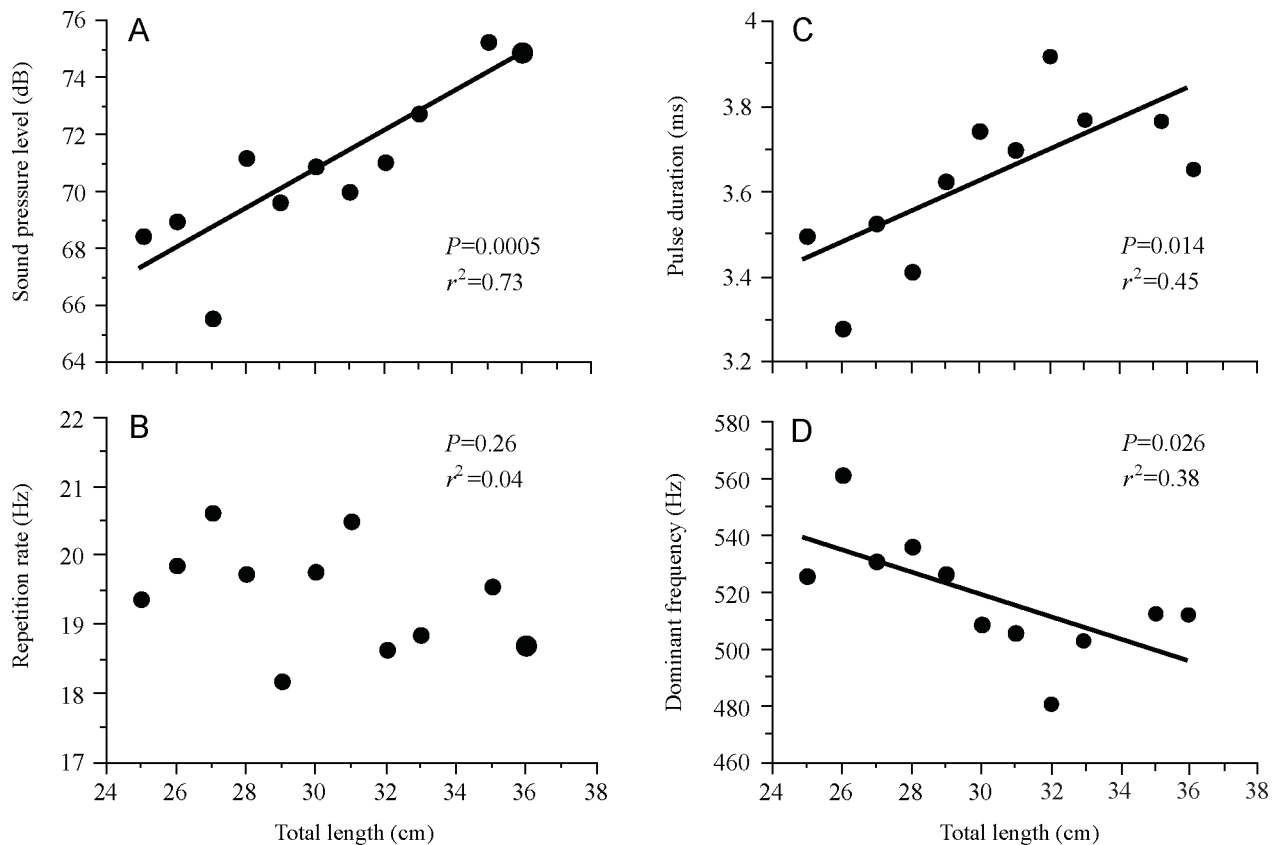 A
Sound pressure level (dB)
76
74
72
70
68
66
64
P=0.0005
r²=0.73
C
Pulse duration (ms)
4
3.8
3.6
3.4
3.2
P=0.014
r²=0.45
B
Repetition rate (Hz)
22
21
20
19
18
17
P=0.26
r²=0.04
24 26 28 30 32 34 36 38
Total length (cm)
D
Dominant frequency (Hz)
580
560
540
520
500
480
460
P=0.026
r²=0.38
24 26 28 30 32 34 36 38
Total length (cm)